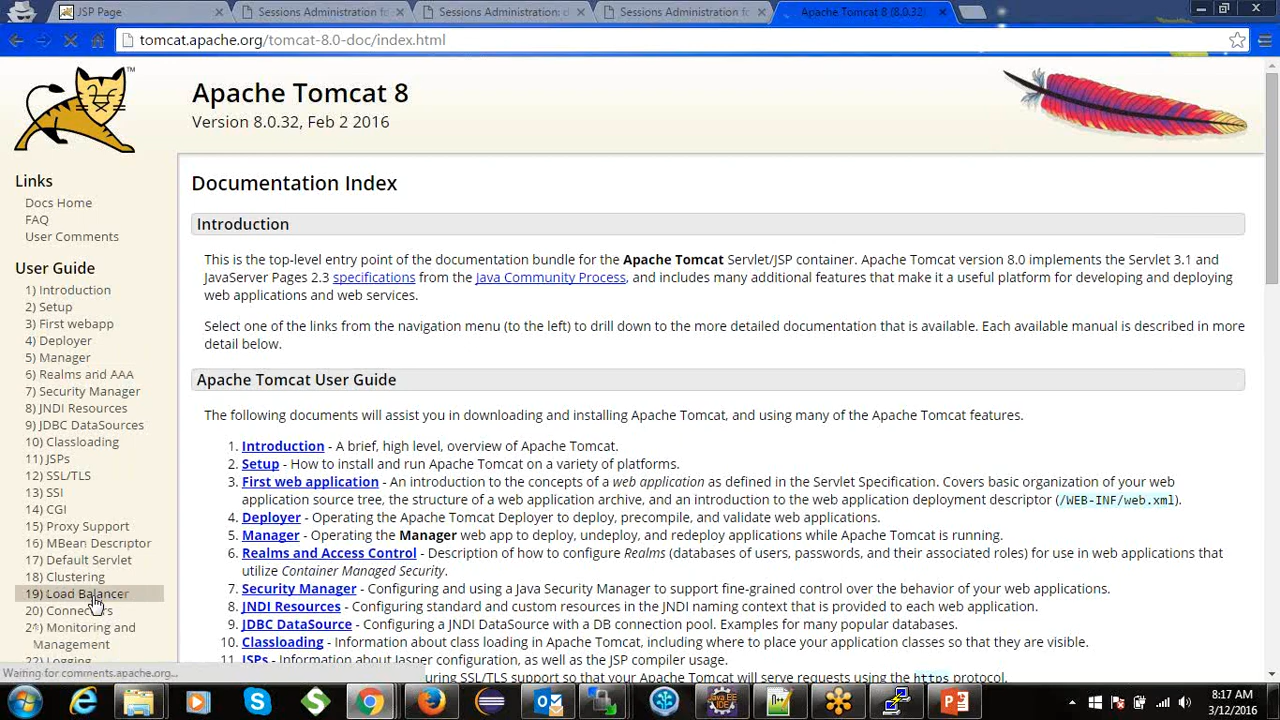 JSP Page
Sessions Administration fo
Sessions Administration: d
Sessions Administration fo
Apache Tomcat 8 (8.0.32)
tomcat.apache.org/tomcat-8.0-doc/index.html
Apache Tomcat 8
Version 8.0.32, Feb 2 2016
Links
Docs Home
FAQ
User Comments
User Guide
1) Introduction
2) Setup
3) First webapp
4) Deployer
5) Manager
6) Realms and AAA
7) Security Manager
8) JNDI Resources
9) JDBC DataSources
10) Classloading
11) JSPs
12) SSL/TLS
13) SSI
14) CGI
15) Proxy Support
16) MBean Descriptor
17) Default Servlet
18) Clustering
19) Load Balancer
20) Connectors
21) Monitoring and
Management
22) Logging
Waiting for comments.apache.org...
Documentation Index
Introduction
This is the top-level entry point of the documentation bundle for the Apache Tomcat Servlet/JSP container. Apache Tomcat version 8.0 implements the Servlet 3.1 and
JavaServer Pages 2.3 specifications from the Java Community Process, and includes many additional features that make it a useful platform for developing and deploying
web applications and web services.
Select one of the links from the navigation menu (to the left) to drill down to the more detailed documentation that is available. Each available manual is described in more
detail below.
Apache Tomcat User Guide
The following documents will assist you in downloading and installing Apache Tomcat, and using many of the Apache Tomcat features.
1. Introduction - A brief, high level, overview of Apache Tomcat.
2. Setup - How to install and run Apache Tomcat on a variety of platforms.
3. First web application - An introduction to the concepts of a web application as defined in the Servlet Specification. Covers basic organization of your web
application source tree, the structure of a web application archive, and an introduction to the web application deployment descriptor (/WEB-INF/web.xml).
4. Deployer - Operating the Apache Tomcat Deployer to deploy, precompile, and validate web applications.
5. Manager - Operating the Manager web app to deploy, undeploy, and redeploy applications while Apache Tomcat is running.
6. Realms and Access Control - Description of how to configure Realms (databases of users, passwords, and their associated roles) for use in web applications that
utilize Container Managed Security.
7. Security Manager - Configuring and using a Java Security Manager to support fine-grained control over the behavior of your web applications.
8. JNDI Resources - Configuring standard and custom resources in the JNDI naming context that is provided to each web application.
9. JDBC DataSource - Configuring a JNDI DataSource with a DB connection pool. Examples for many popular databases.
10. Classloading - Information about class loading in Apache Tomcat, including where to place your application classes so that they are visible.
11. JSPs - Information about Jasper configuration, as well as the JSP compiler usage.
uring SSL/TLS support so that your Apache Tomcat will serve requests using the https protocol.
Java EE
IDE
8:17 AM
3/12/2016